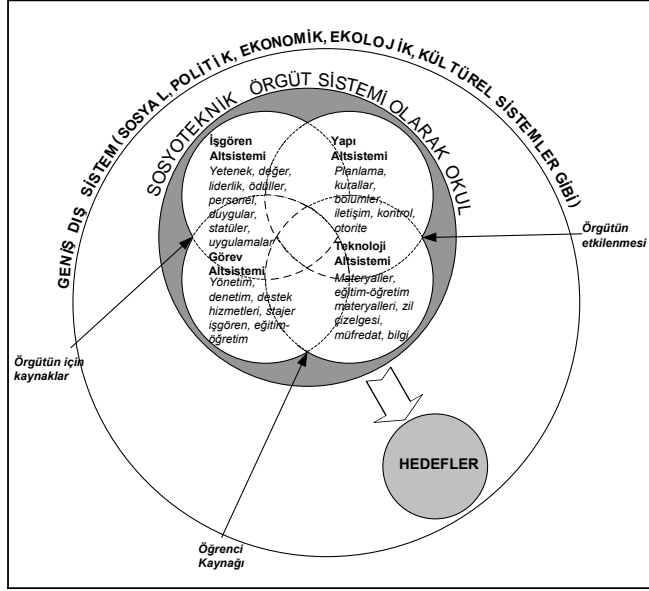 GENİŞ DIŞ SİSTEM (SOSYAL, POLİTİK, EKONOMİK, EKOLOJİK, KÜLTÜREL SİSTEMLER GİBİ)
SOSYOTEKNİK ÖRGÜT SİSTEMİ OLARAK OKUL
İşgören
Altsistemi
Yetenek, değer,
liderlik, ödüller,
personel,
duygular,
statüler,
uygulamalar
Yapı
Altsistemi
Planlama,
kurallar,
bölümler,
iletişim, kontrol,
otorite
Görev
Altsistemi
Yönetim,
denetim, destek
hizmetleri, stajer
işgören, eğitim-
öğretim
Teknoloji
Altsistemi
Materyaller,
eğitim-öğretim
materyalleri, zil
çizelgesi,
müfredat, bilgi
Örgütün
etkilenmesi
Örgütün için
kaynaklar
HEDEFLER
Öğrenci
Kaynağı